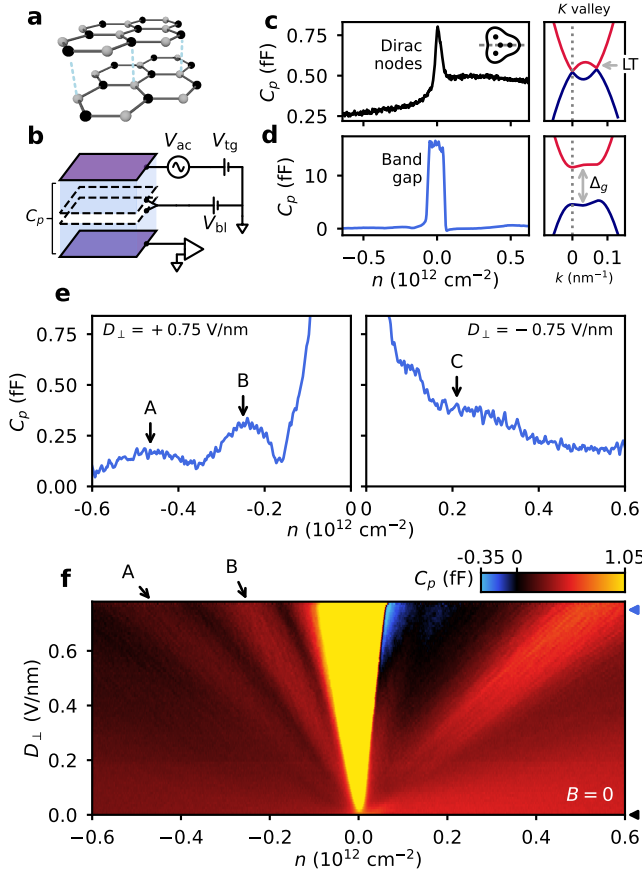 a
b
V_ac
V_tg
V_bl
C_p
c
K valley
0.75
0.50
0.25
C_p (fF)
Dirac
nodes
LT
d
10
0
C_p (fF)
Band
gap
Δ_g
−0.5
0.0
0.5
n (10^12 cm^−2)
0
0.1
k (nm^−1)
e
D_⊥ = +0.75 V/nm
D_⊥ = −0.75 V/nm
0.75
0.50
0.25
0.00
C_p (fF)
A
B
C
-0.6
-0.4
-0.2
0
0.2
0.4
0.6
n (10^12 cm^−2)
n (10^12 cm^−2)
f
A
B
C_p (fF)
-0.35
0
1.05
0.6
0.4
0.2
0.0
D_⊥ (V/nm)
B = 0
−0.6
−0.4
−0.2
0.0
0.2
0.4
0.6
n (10^12 cm^−2)